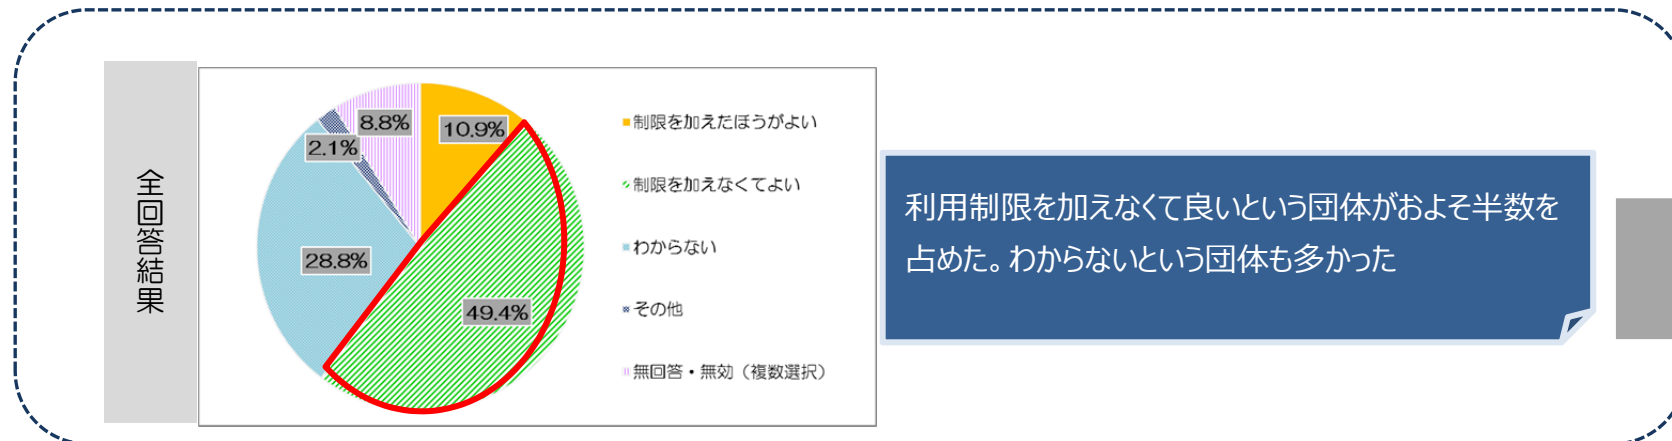 全回答結果
8.8%
10.9%
2.1%
28.8%
49.4%
制限を加えたほうがよい
制限を加えなくてよい
わからない
その他
無回答・無効（複数選択）
利用制限を加えなくて良いという団体がおよそ半数を
占めた。わからないという団体も多かった